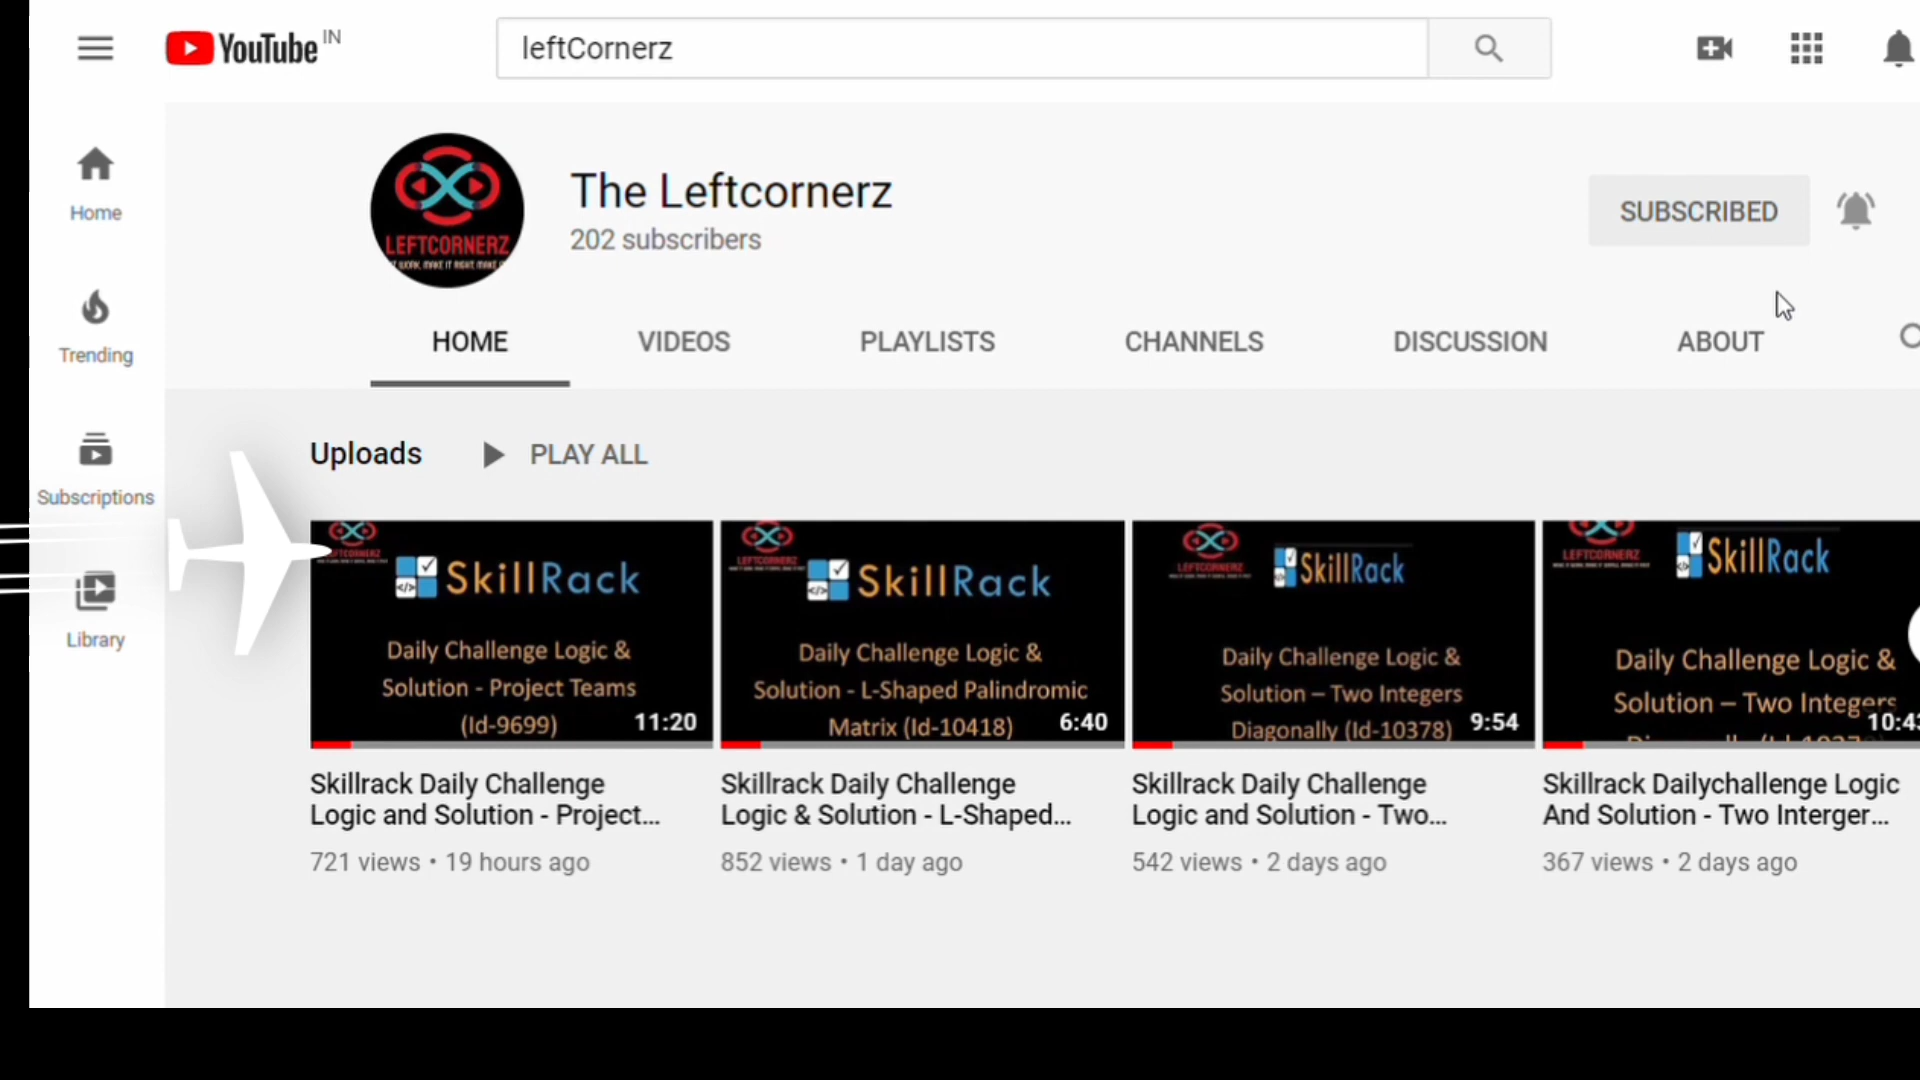 YouTube IN
leftCornerz
Home
Trending
Subscriptions
Library
LEFTCORNERZ
The Leftcornerz
202 subscribers
SUBSCRIBED
HOME VIDEOS PLAYLISTS CHANNELS DISCUSSION ABOUT
Uploads PLAY ALL
SkillRack
Daily Challenge Logic &
Solution - Project Teams
(Id-9699)
11:20
Skillrack Daily Challenge
Logic and Solution - Project...
721 views • 19 hours ago
LEFTCORNERZ
SkillRack
Daily Challenge Logic &
Solution - L-Shaped Palindromic
Matrix (Id-10418)
6:40
Skillrack Daily Challenge
Logic & Solution - L-Shaped...
852 views • 1 day ago
LEFTCORNERZ
SkillRack
Daily Challenge Logic &
Solution – Two Integers
Diagonally (Id-10378)
9:54
Skillrack Daily Challenge
Logic and Solution - Two...
542 views • 2 days ago
LEFTCORNERZ
SkillRack
Daily Challenge Logic &
Solution – Two Integers
Skillrack Dailychallenge Logic
And Solution - Two Interger...
367 views • 2 days ago